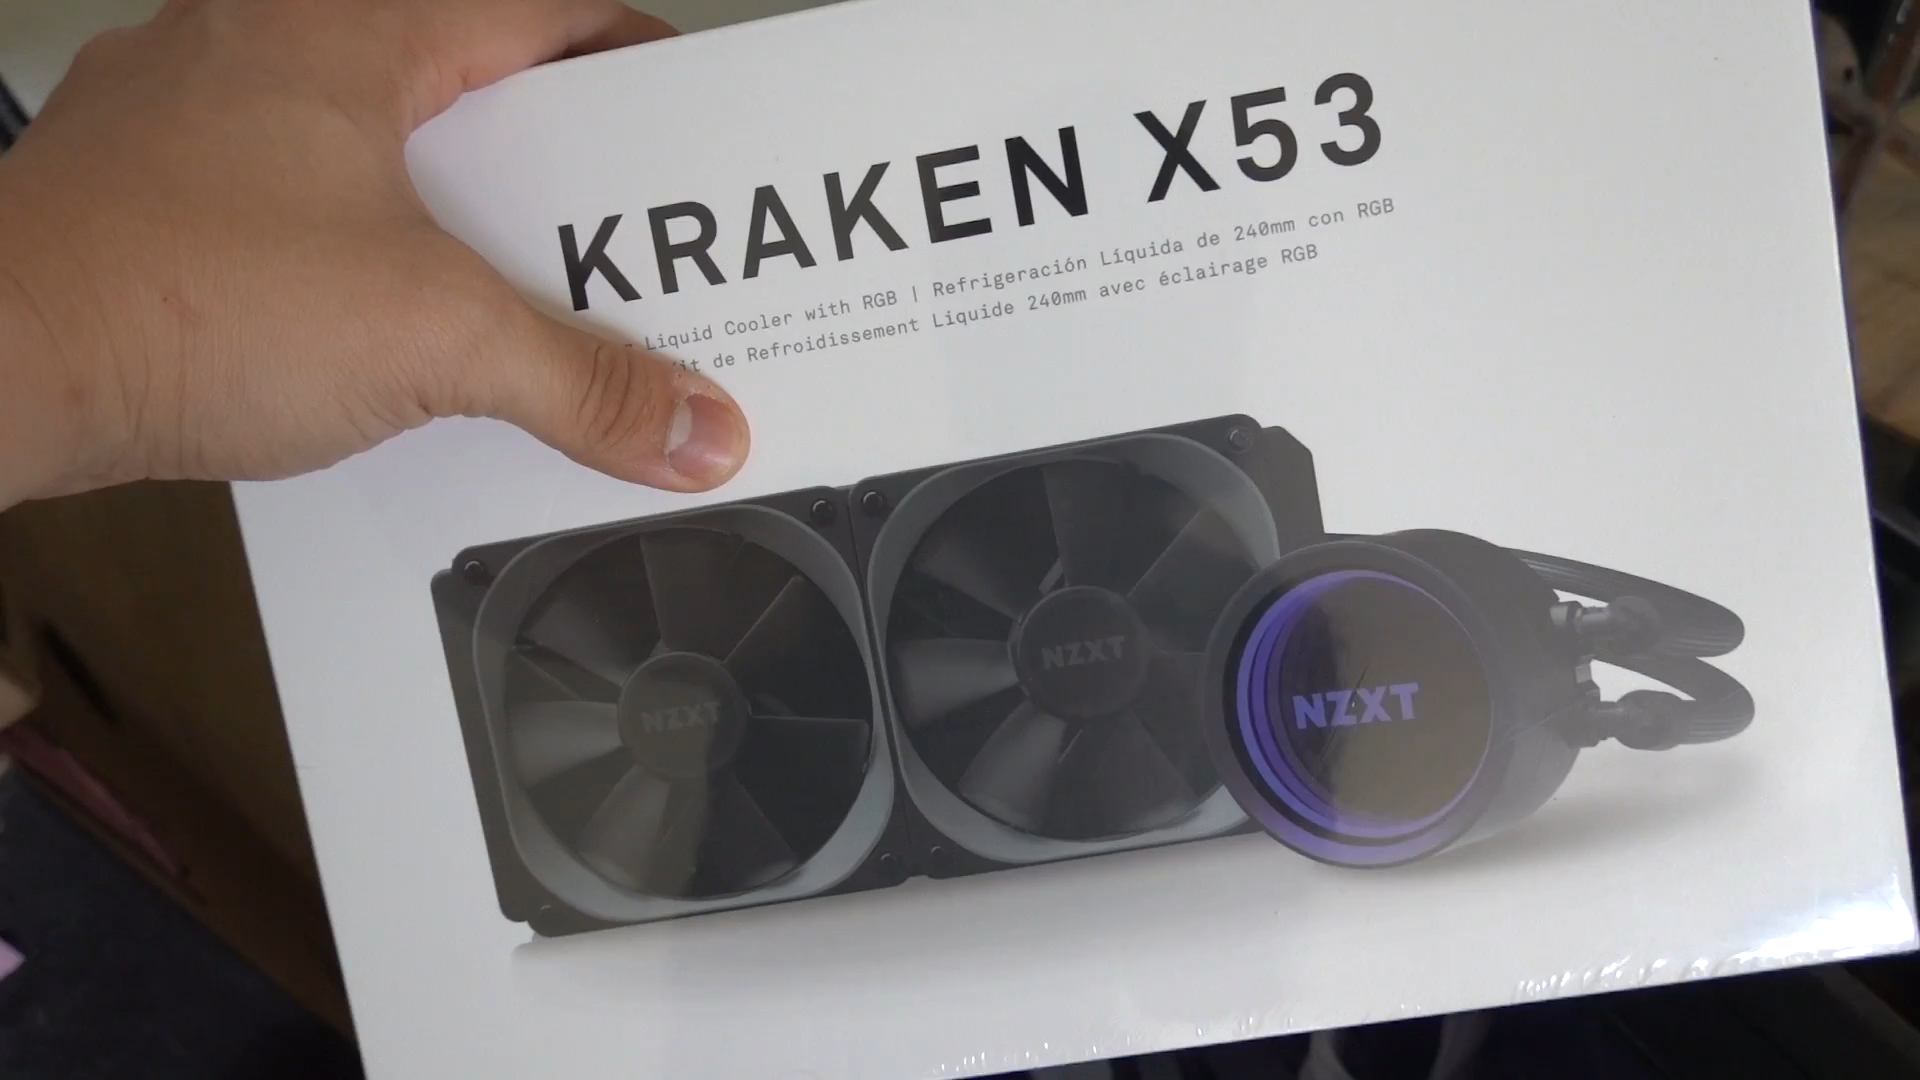 KRAKEN X53
Liquid Cooler with RGB | Refrigeración Líquida de 240mm con RGB
de Refroidissement Liquide 240mm avec éclairage RGB
NZXT
NZXT
NZXT